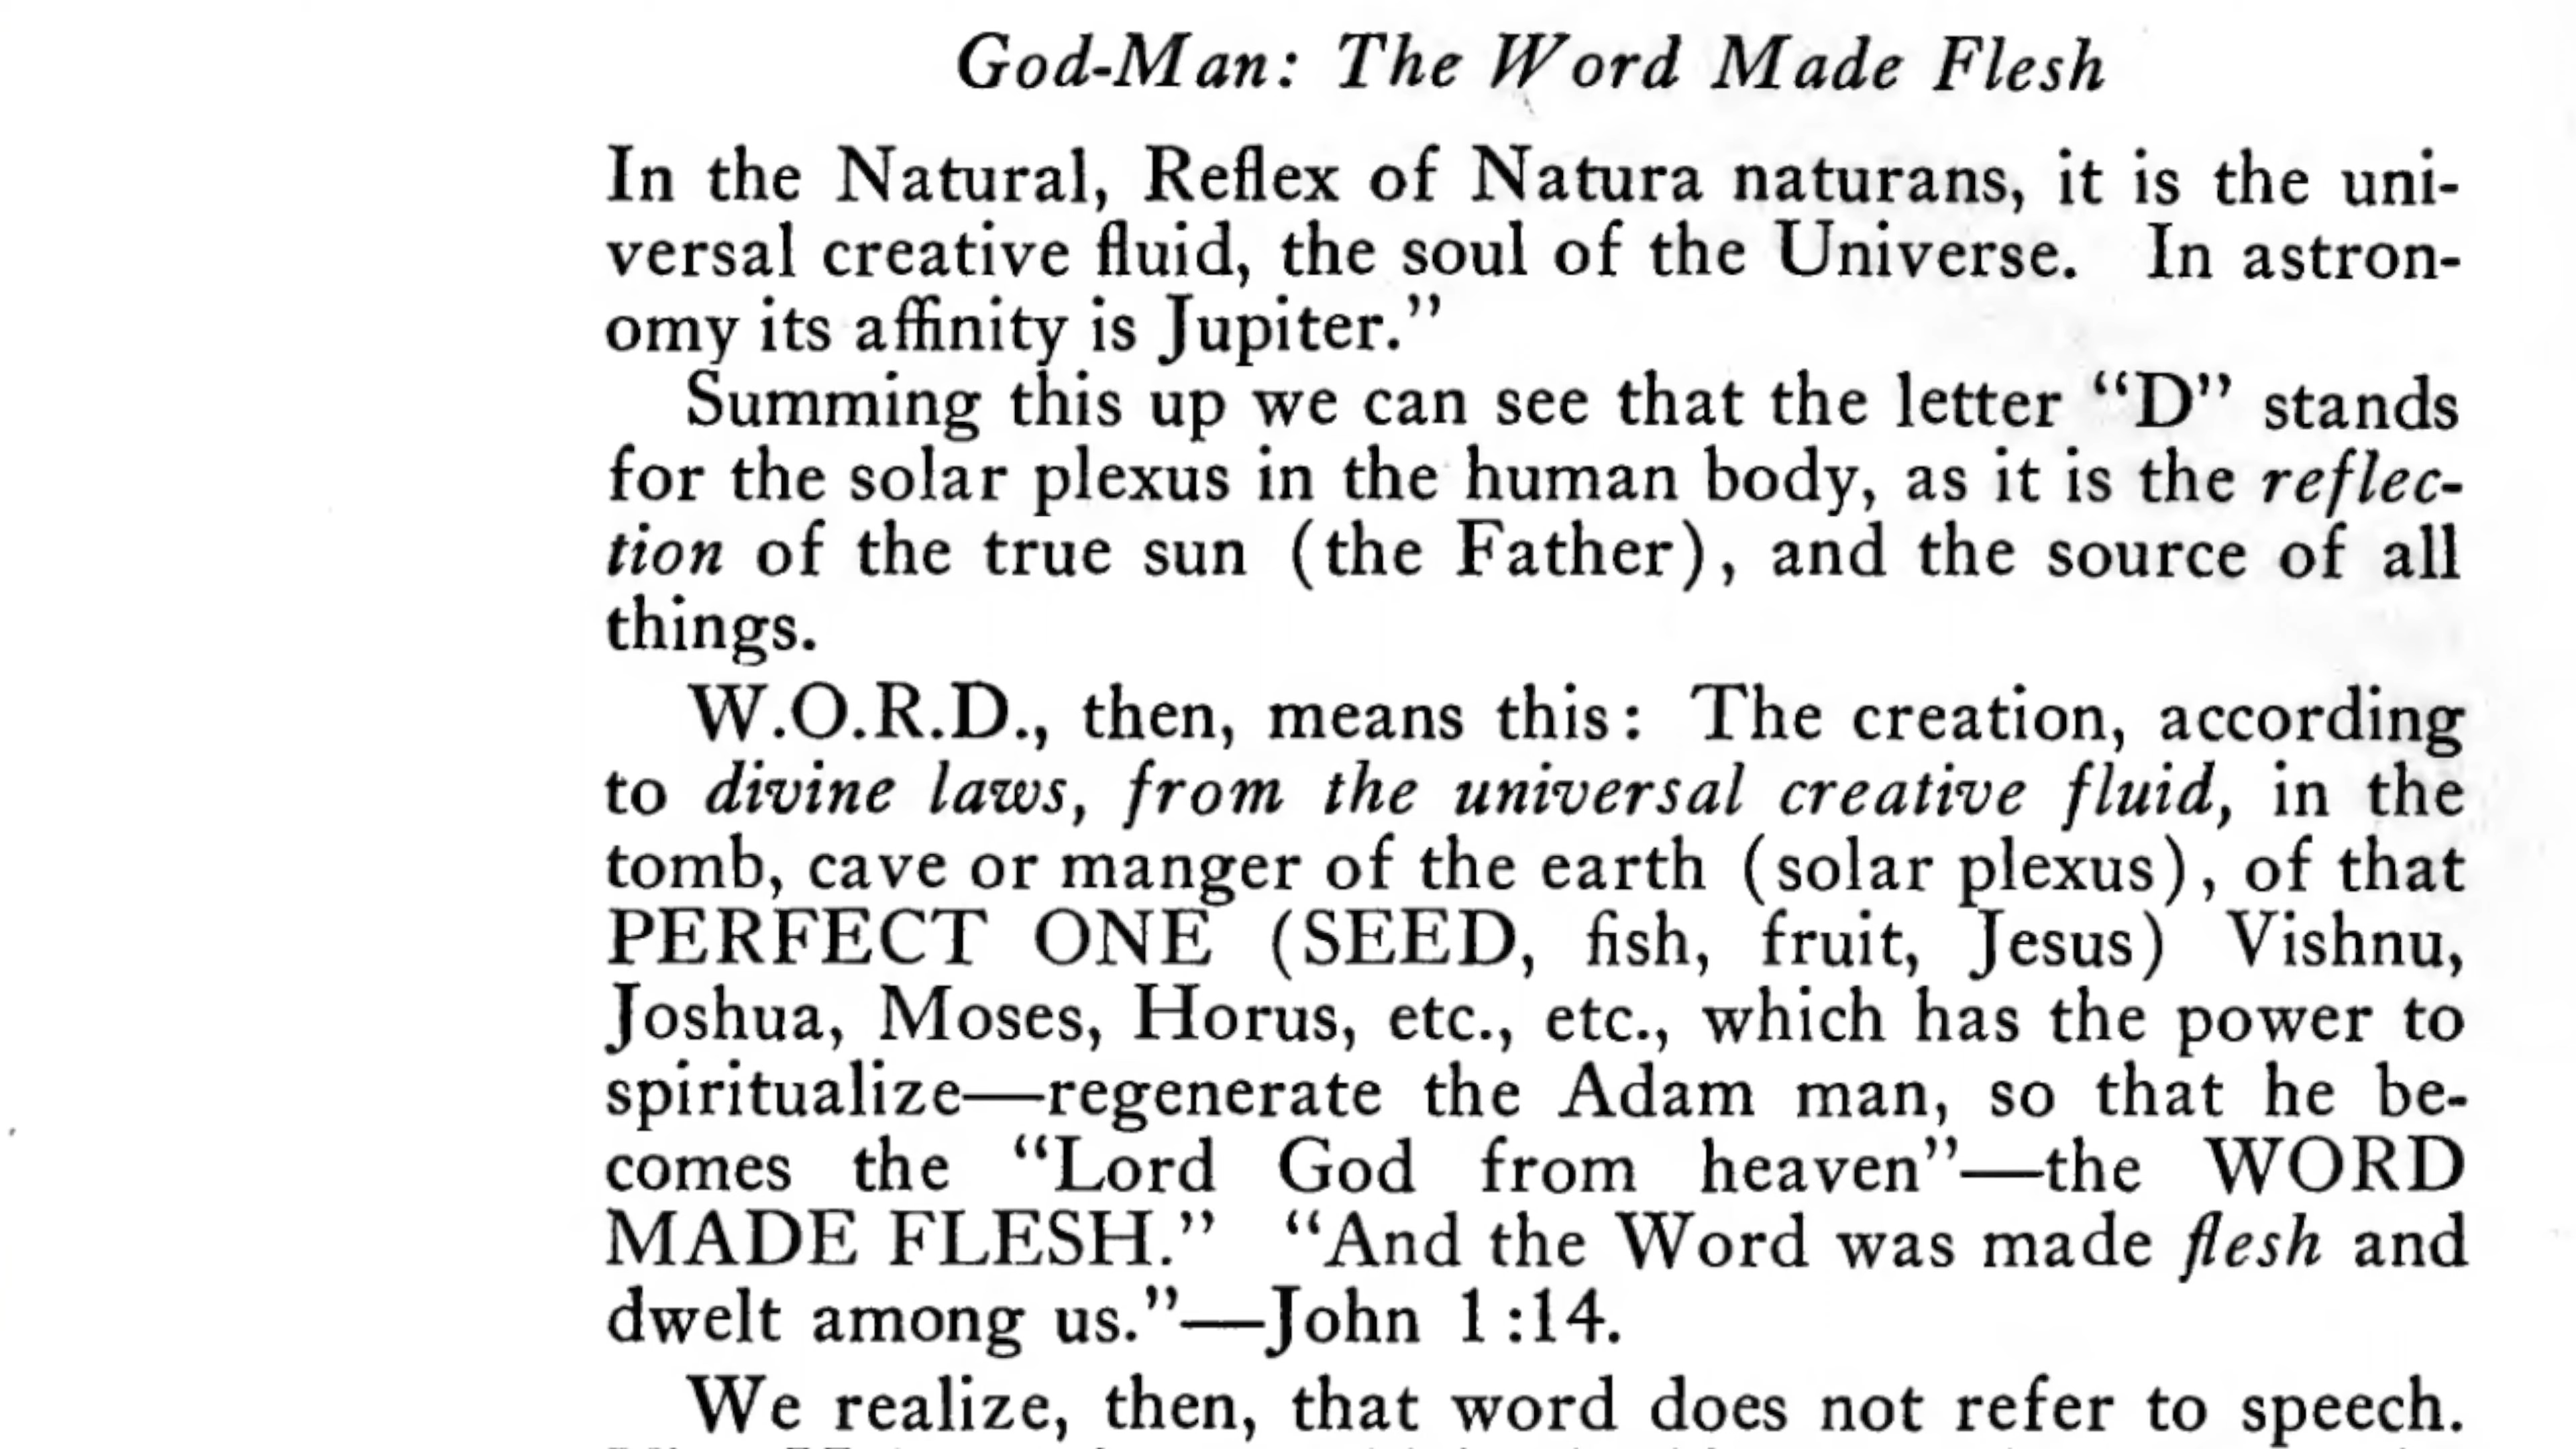 God-Man: The Word Made Flesh
In the Natural, Reflex of Natura naturans, it is the uni-
versal creative fluid, the soul of the Universe. In astron-
omy its affinity is Jupiter.”
Summing this up we can see that the letter “D” stands
for the solar plexus in the human body, as it is the reflec-
tion of the true sun (the Father), and the source of all
things.
W.O.R.D., then, means this: The creation, according
to divine laws, from the universal creative fluid, in the
tomb, cave or manger of the earth (solar plexus), of that
PERFECT ONE (SEED, fish, fruit, Jesus) Vishnu,
Joshua, Moses, Horus, etc., etc., which has the power to
spiritualize—regenerate the Adam man, so that he be-
comes the “Lord God from heaven”—the WORD
MADE FLESH.” “And the Word was made flesh and
dwelt among us.”—John 1:14.
We realize, then, that word does not refer to speech.